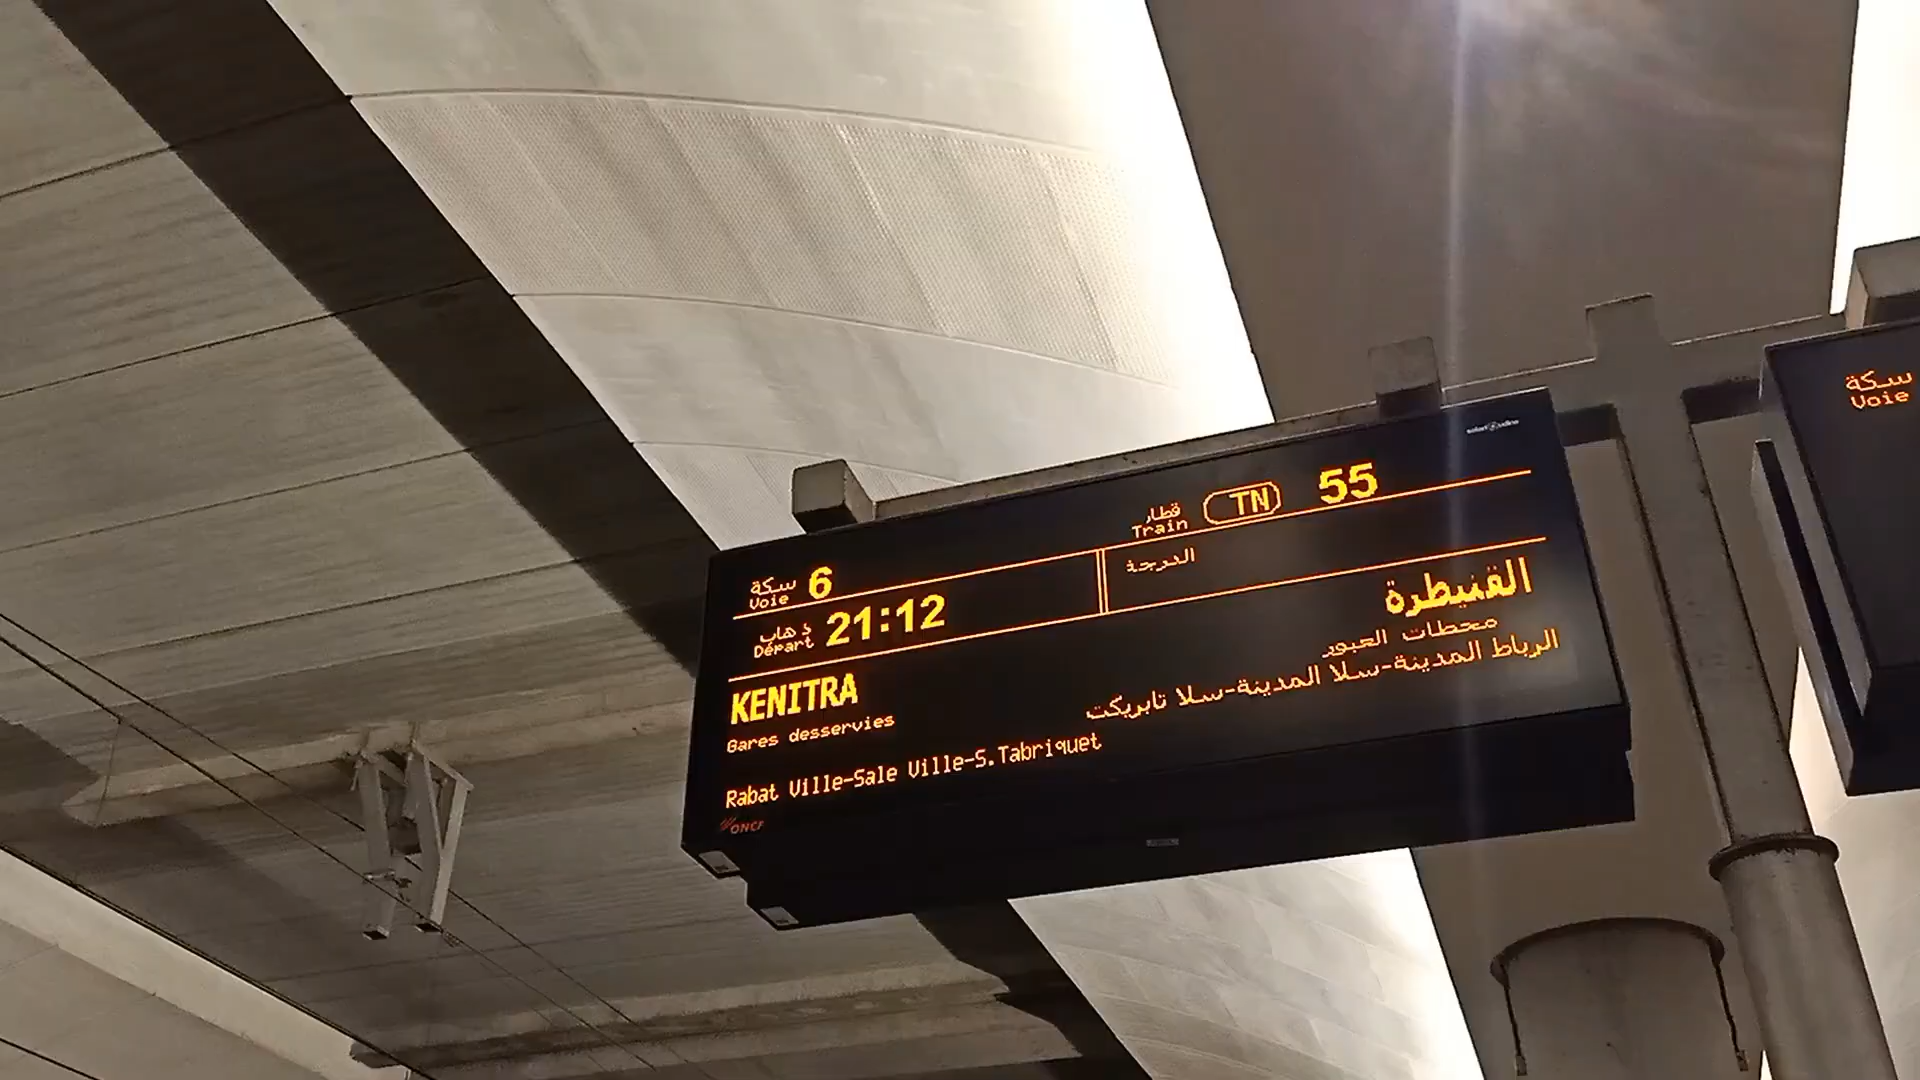 قطار
Train TN 55
سكة
Voie 6
الدرجة
ذهاب
Départ 21:12
القنيطرة
KENITRA
محطات العبور
Gares desservies
الرباط المدينة-سلا المدينة-سلا تابريكت
Rabat Ville-Sale Ville-S.Tabriquet
ONCF
سكة
Voie